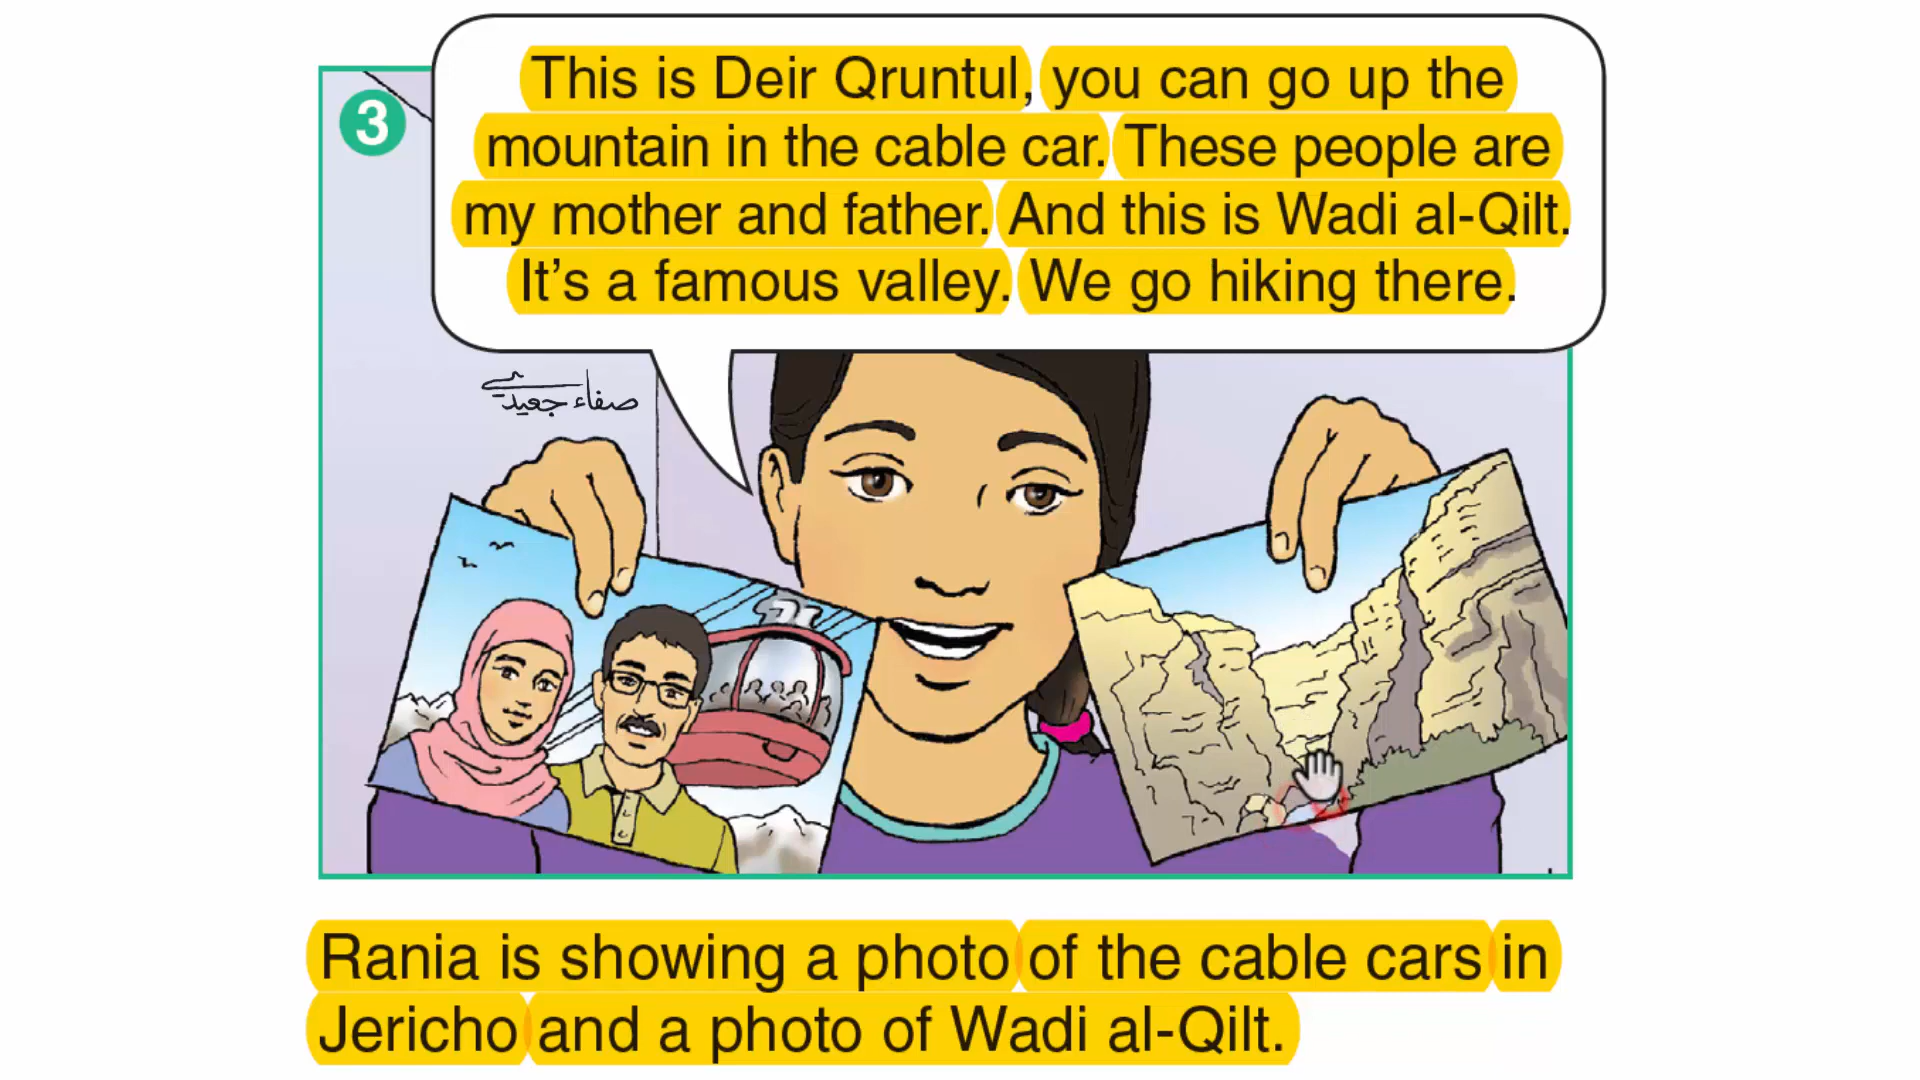 3
This is Deir Qruntul, you can go up the
mountain in the cable car. These people are
my mother and father. And this is Wadi al-Qilt.
It’s a famous valley. We go hiking there.
صفاء جعيدي
Rania is showing a photo of the cable cars in
Jericho and a photo of Wadi al-Qilt.